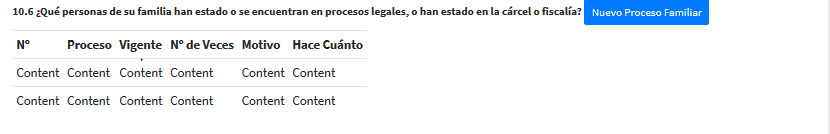 10.6 ¿Qué personas de su familia han estado o se encuentran en procesos legales, o han estado en la cárcel o fiscalía? Nuevo Proceso Familiar
Nº Proceso Vigente Nº de Veces Motivo Hace Cuánto
Content Content Content Content Content Content
Content Content Content Content Content Content